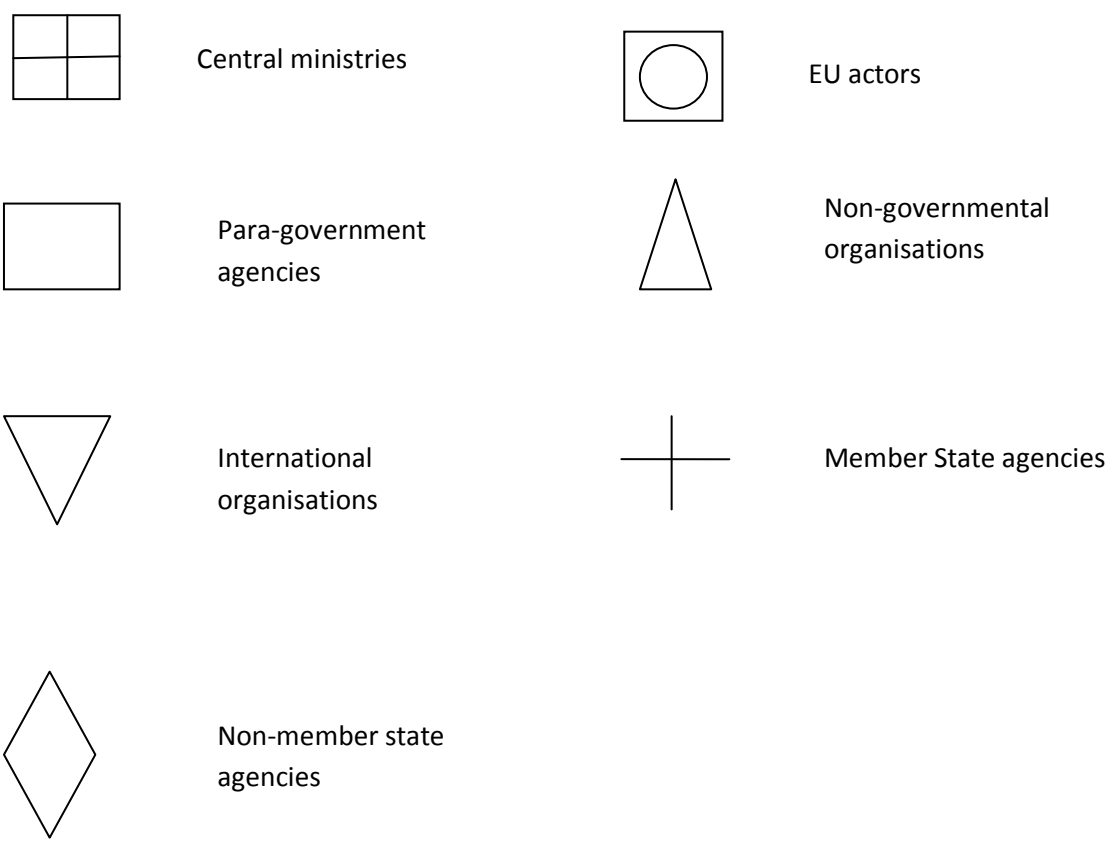 Central ministries
EU actors
Para-government
agencies
Non-governmental
organisations
International
organisations
Member State agencies
Non-member state
agencies